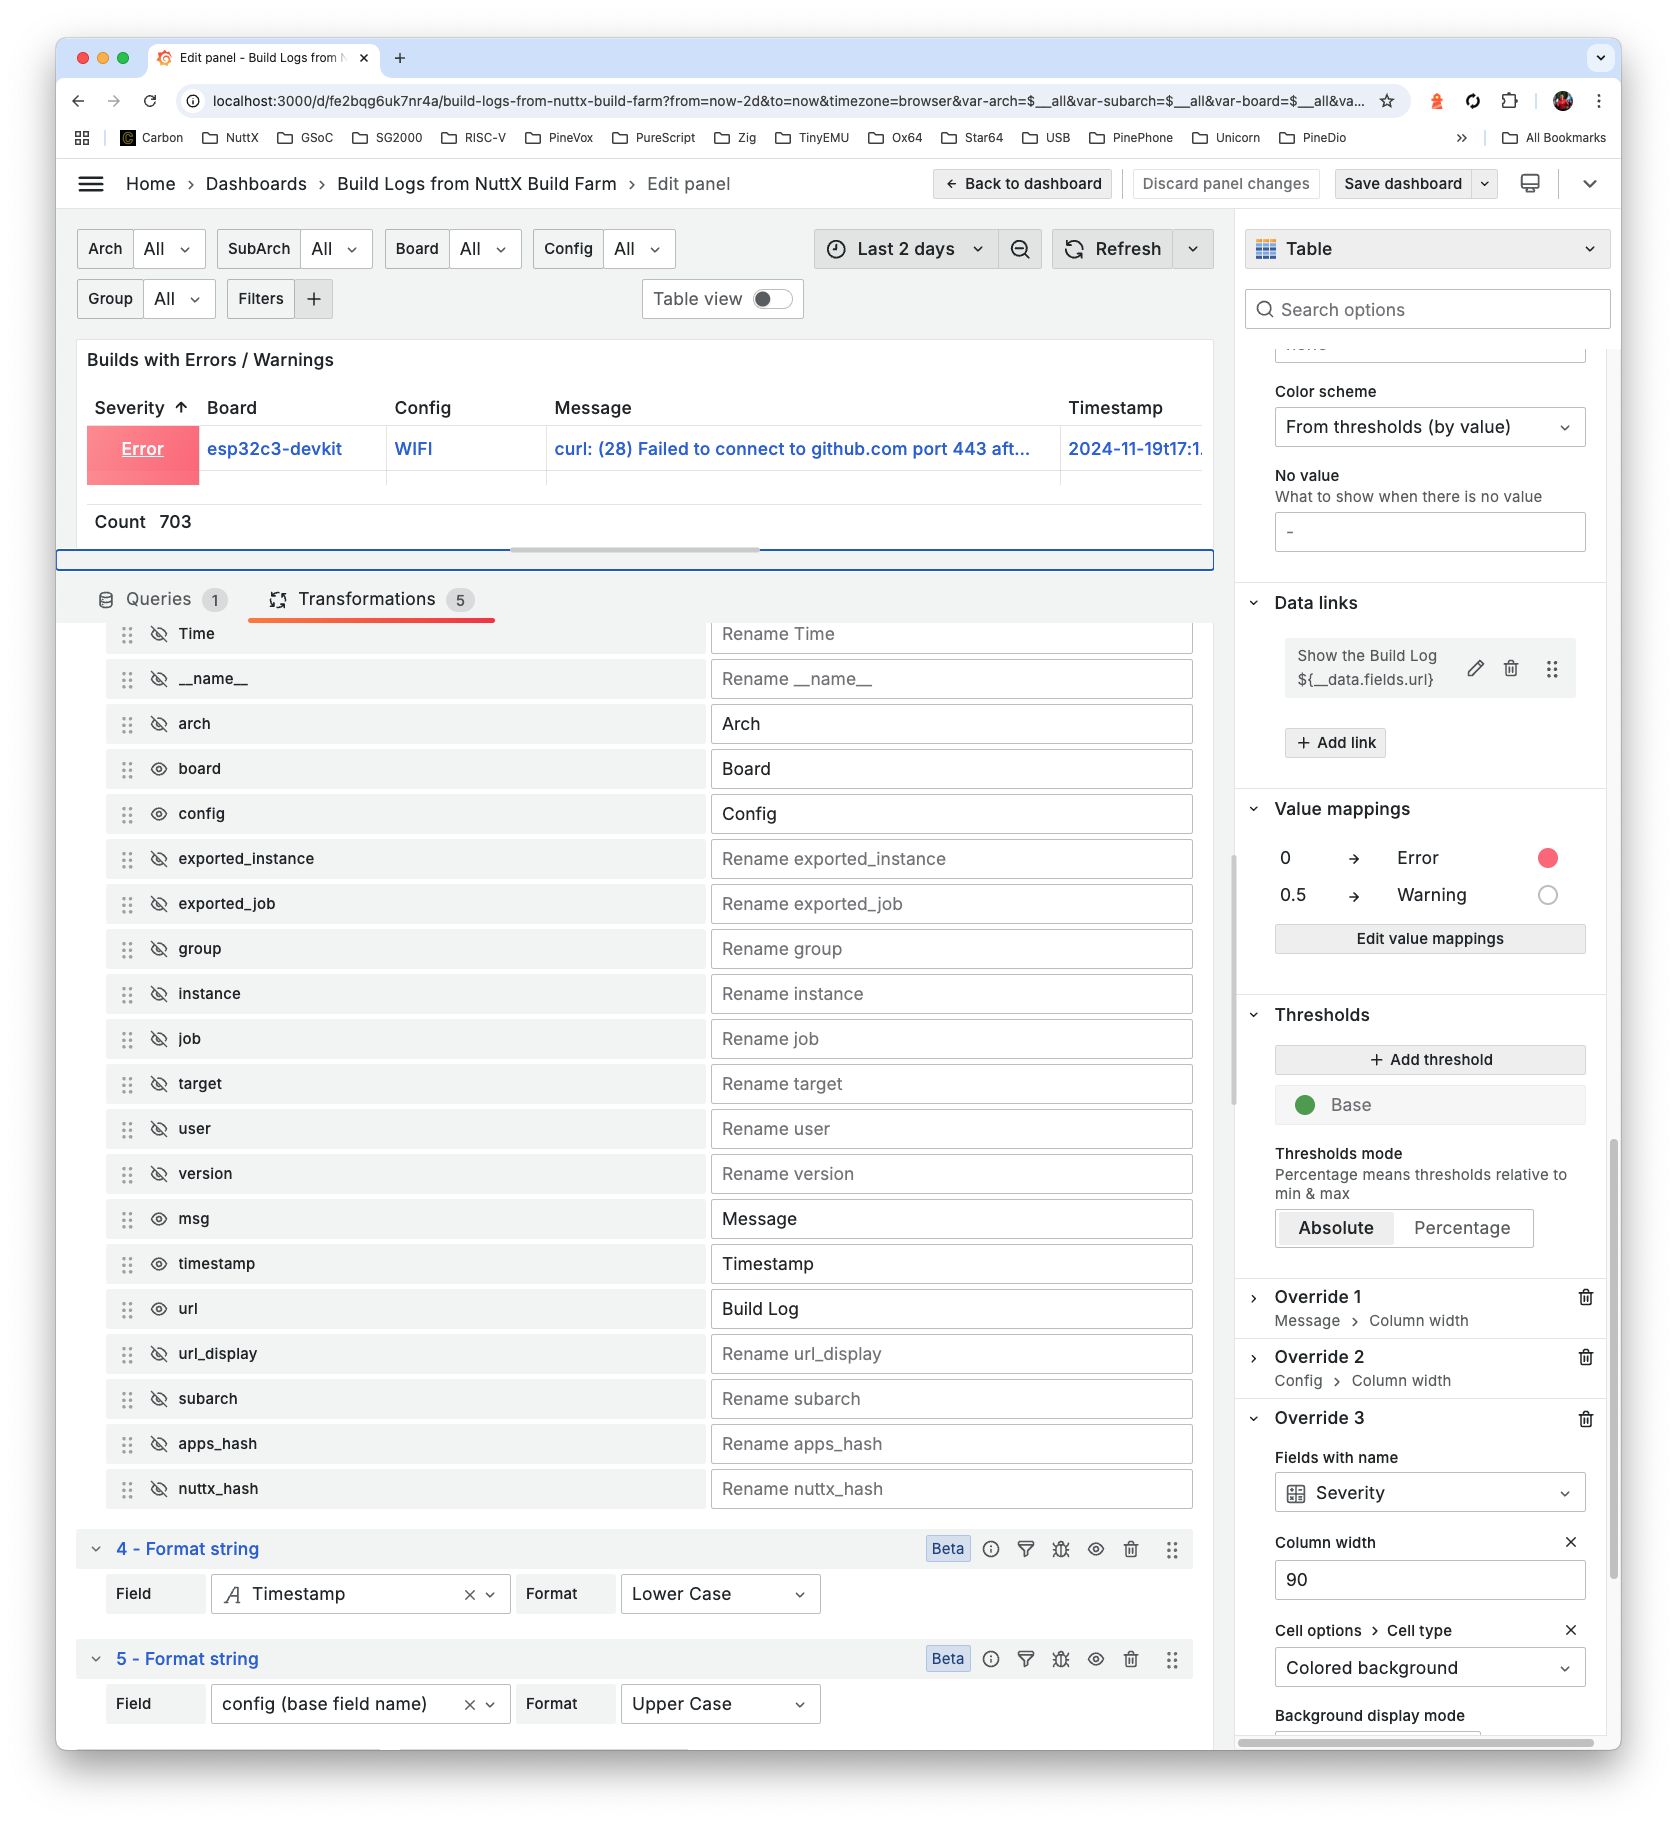 Edit panel - Build Logs from N
localhost:3000/d/fe2bqg6uk7nr4a/build-logs-from-nuttx-build-farm?from=now-2d&to=now&timezone=browser&var-arch=$__all&var-subarch=$__all&var-board=$__all&va...
Carbon NuttX GSoC SG2000 RISC-V PineVox PureScript Zig TinyEMU Ox64 Star64 USB PinePhone Unicorn PineDio » All Bookmarks
Home › Dashboards › Build Logs from NuttX Build Farm › Edit panel
← Back to dashboard
Discard panel changes
Save dashboard
Arch All SubArch All Board All Config All
Last 2 days
Refresh
Group All Filters +
Table view
Builds with Errors / Warnings
Severity ↑ Board Config Message Timestamp
Error esp32c3-devkit WIFI curl: (28) Failed to connect to github.com port 443 aft... 2024-11-19t17:1.
Count 703
Queries 1 Transformations 5
Time Rename Time
__name__ Rename __name__
arch Arch
board Board
config Config
exported_instance Rename exported_instance
exported_job Rename exported_job
group Rename group
instance Rename instance
job Rename job
target Rename target
user Rename user
version Rename version
msg Message
timestamp Timestamp
url Build Log
url_display Rename url_display
subarch Rename subarch
apps_hash Rename apps_hash
nuttx_hash Rename nuttx_hash
4 - Format string Beta
Field Timestamp Format Lower Case
5 - Format string Beta
Field config (base field name) Format Upper Case
Table
Search options
Color scheme
From thresholds (by value)
No value
What to show when there is no value
-
Data links
Show the Build Log
${__data.fields.url}
+ Add link
Value mappings
0 → Error
0.5 → Warning
Edit value mappings
Thresholds
+ Add threshold
Base
Thresholds mode
Percentage means thresholds relative to
min & max
Absolute Percentage
Override 1
Message › Column width
Override 2
Config › Column width
Override 3
Fields with name
Severity
Column width
90
Cell options › Cell type
Colored background
Background display mode